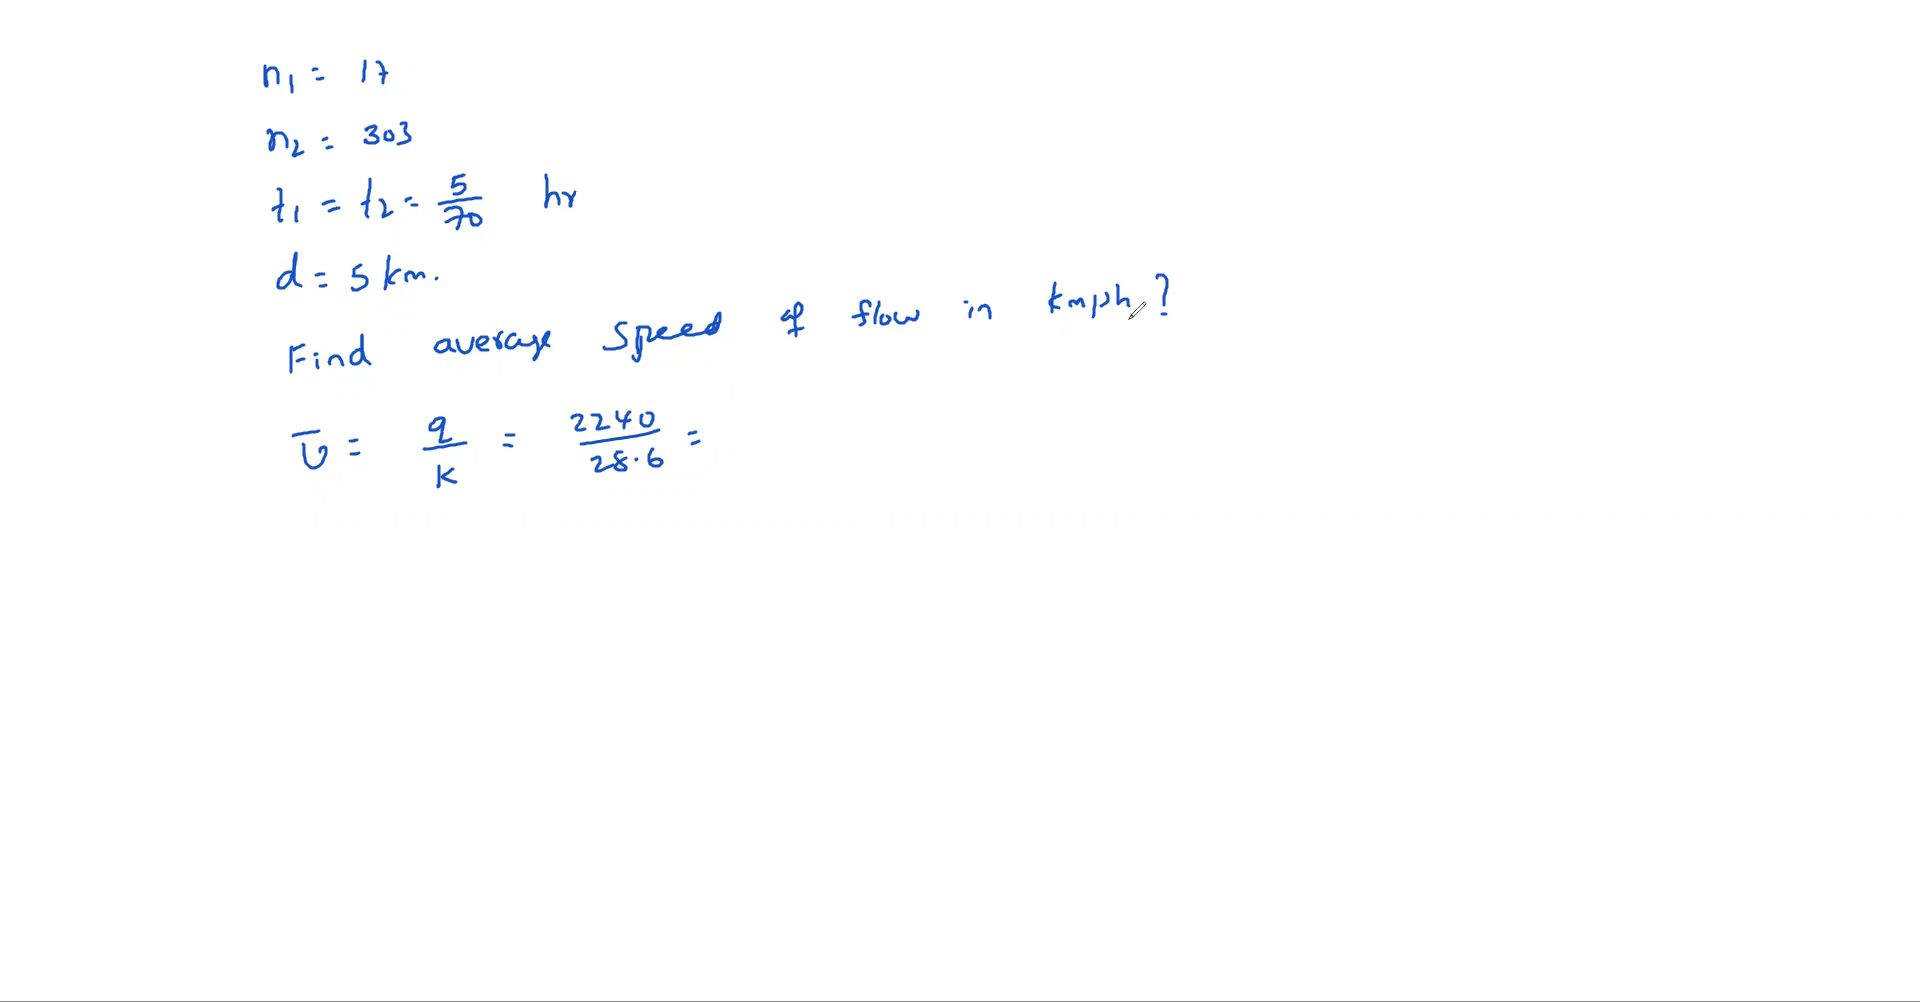 n₁ = 17
n₂ = 303
t₁ = t₂ = 5/70 hr
d = 5 km.
Find average Speed of flow in kmph ?
v̄ = q/k = 2240/28.6 =